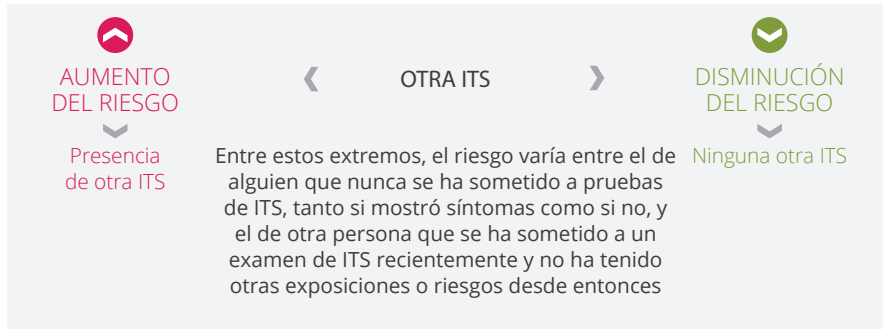 AUMENTO
DEL RIESGO
Presencia
de otra ITS
OTRA ITS
Entre estos extremos, el riesgo varía entre el de
alguien que nunca se ha sometido a pruebas
de ITS, tanto si mostró síntomas como si no, y
el de otra persona que se ha sometido a un
examen de ITS recientemente y no ha tenido
otras exposiciones o riesgos desde entonces
DISMINUCIÓN
DEL RIESGO
Ninguna otra ITS